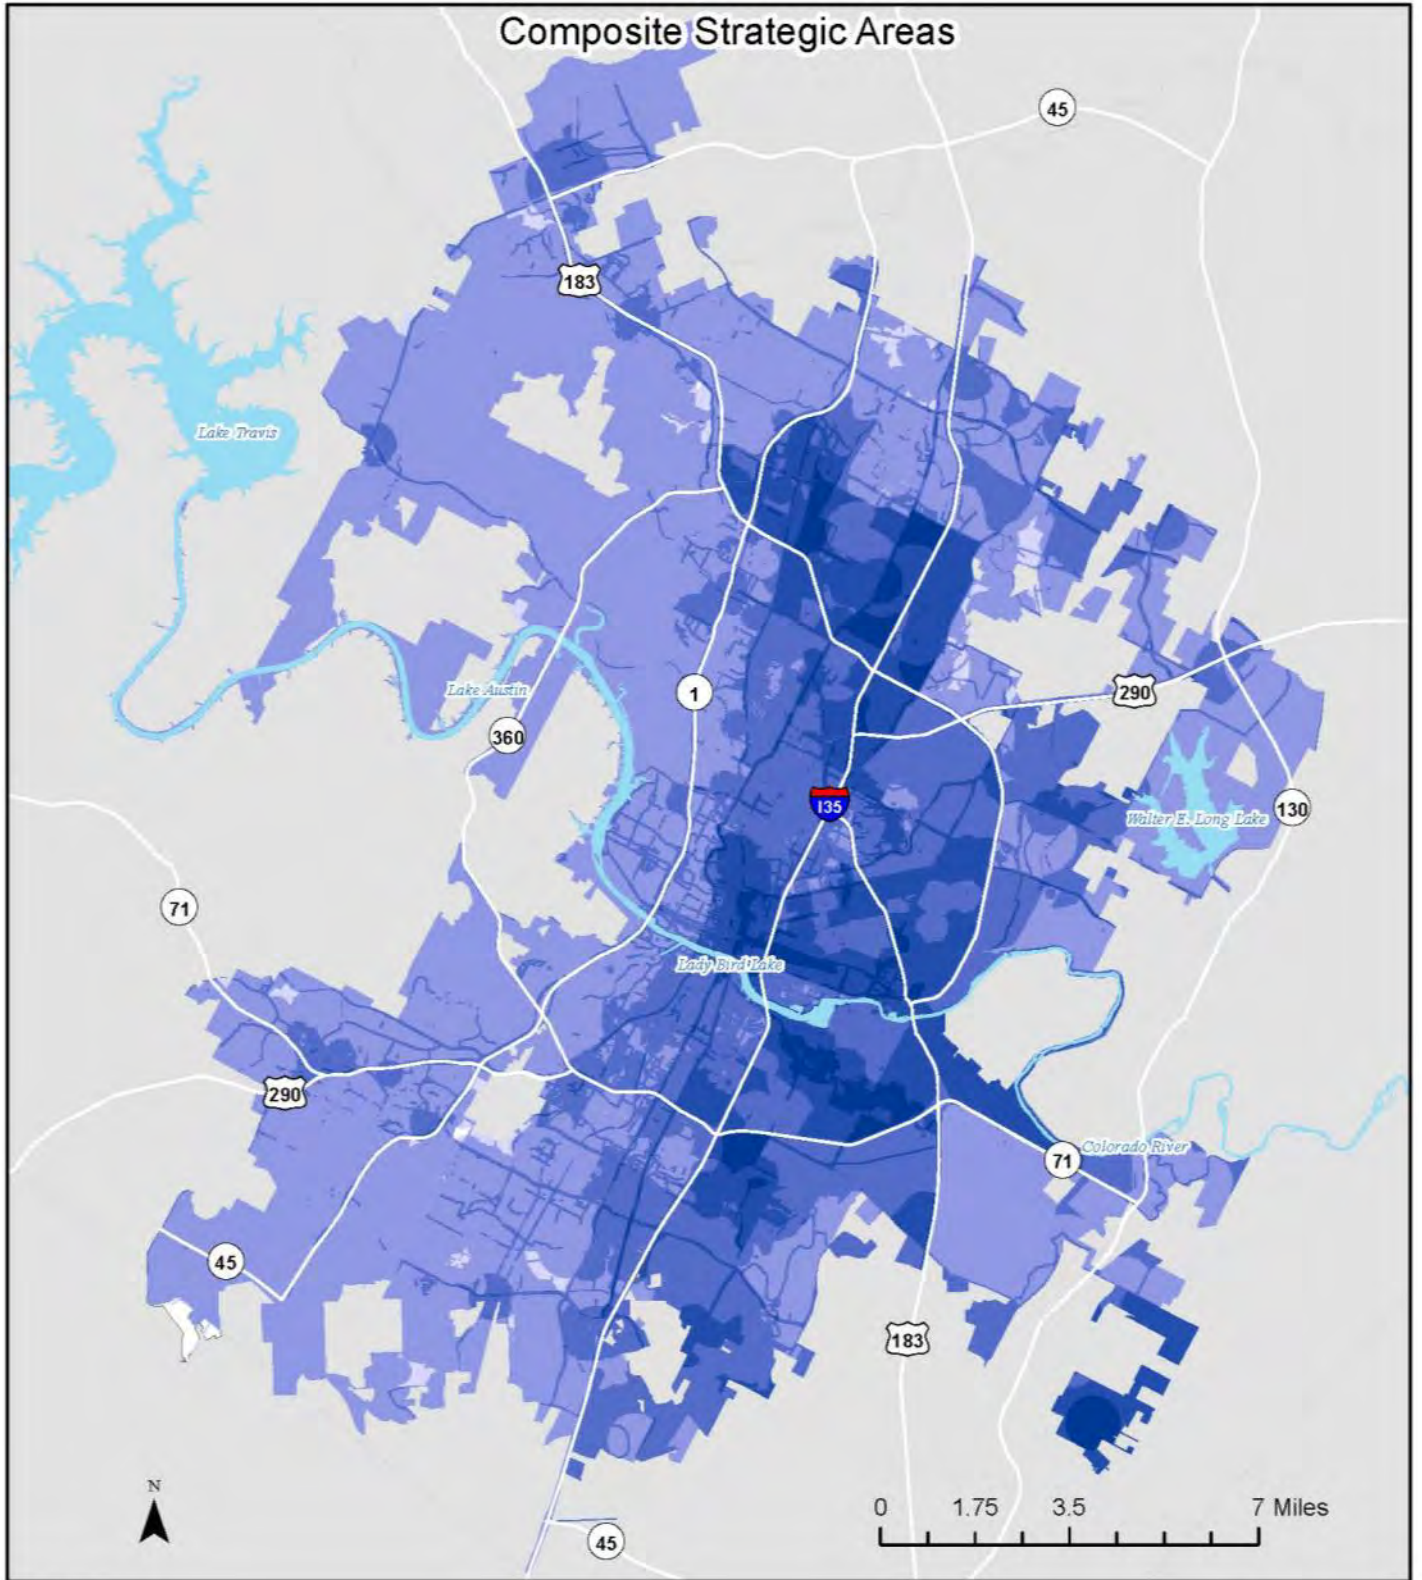 Composite Strategic Areas
45
183
Lake Travis
Lake Austin
1
290
360
I35
Walter E. Long Lake
130
71
Lady Bird Lake
290
Colorado River
71
45
183
N
0 1.75 3.5 7 Miles
45